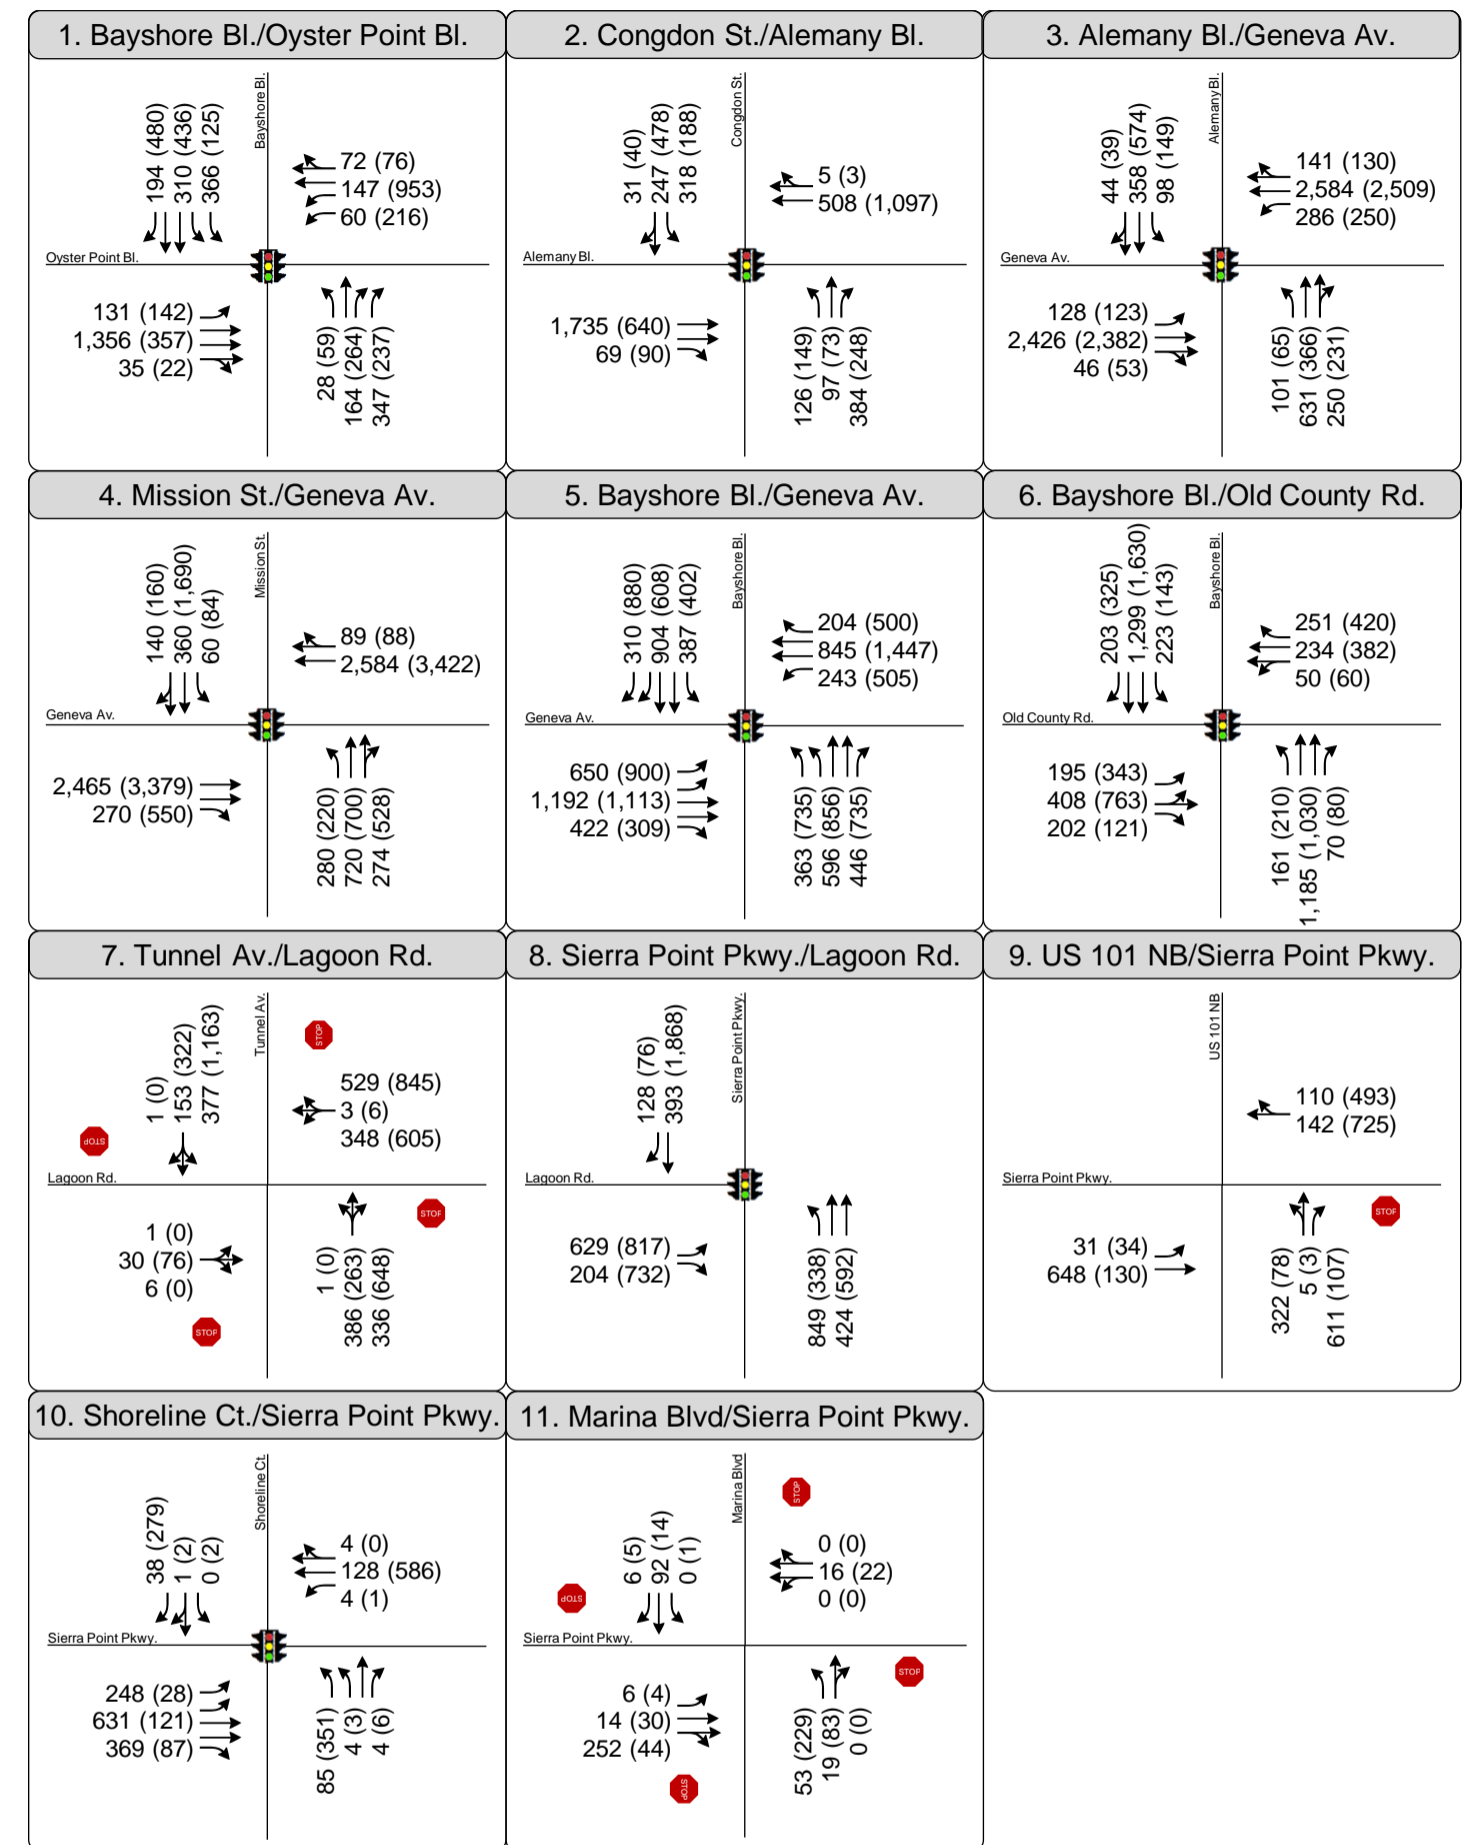 1. Bayshore Bl./Oyster Point Bl.
Bayshore Bl.
194 (480)
310 (436)
366 (125)
72 (76)
147 (953)
60 (216)
Oyster Point Bl.
131 (142)
1,356 (357)
35 (22)
28 (59)
164 (264)
347 (237)
2. Congdon St./Alemany Bl.
Congdon St.
31 (40)
247 (478)
318 (188)
5 (3)
508 (1,097)
Alemany Bl.
1,735 (640)
69 (90)
126 (149)
97 (73)
384 (248)
3. Alemany Bl./Geneva Av.
Alemany Bl.
44 (39)
358 (574)
98 (149)
141 (130)
2,584 (2,509)
286 (250)
Geneva Av.
128 (123)
2,426 (2,382)
46 (53)
101 (65)
631 (366)
250 (231)
4. Mission St./Geneva Av.
Mission St.
140 (160)
360 (1,690)
60 (84)
89 (88)
2,584 (3,422)
Geneva Av.
2,465 (3,379)
270 (550)
280 (220)
720 (700)
274 (528)
5. Bayshore Bl./Geneva Av.
Bayshore Bl.
310 (880)
904 (608)
387 (402)
204 (500)
845 (1,447)
243 (505)
Geneva Av.
650 (900)
1,192 (1,113)
422 (309)
363 (735)
596 (856)
446 (735)
6. Bayshore Bl./Old County Rd.
Bayshore Bl.
203 (325)
1,299 (1,630)
223 (143)
251 (420)
234 (382)
50 (60)
Old County Rd.
195 (343)
408 (763)
202 (121)
161 (210)
1,185 (1,030)
70 (80)
7. Tunnel Av./Lagoon Rd.
Tunnel Av.
1 (0)
153 (322)
377 (1,163)
STOP
529 (845)
3 (6)
348 (605)
STOP
Lagoon Rd.
1 (0)
30 (76)
6 (0)
STOP
1 (0)
386 (263)
336 (648)
STOP
8. Sierra Point Pkwy./Lagoon Rd.
Sierra Point Pkwy.
128 (76)
393 (1,868)
Lagoon Rd.
629 (817)
204 (732)
849 (338)
424 (592)
9. US 101 NB/Sierra Point Pkwy.
US 101 NB
110 (493)
142 (725)
Sierra Point Pkwy.
31 (34)
648 (130)
STOP
322 (78)
5 (3)
611 (107)
10. Shoreline Ct./Sierra Point Pkwy.
Shoreline Ct.
38 (279)
1 (2)
0 (2)
4 (0)
128 (586)
4 (1)
Sierra Point Pkwy.
248 (28)
631 (121)
369 (87)
85 (351)
4 (3)
4 (6)
11. Marina Blvd/Sierra Point Pkwy.
Marina Blvd
STOP
6 (5)
92 (14)
0 (1)
0 (0)
16 (22)
0 (0)
STOP
Sierra Point Pkwy.
6 (4)
14 (30)
252 (44)
STOP
53 (229)
19 (83)
0 (0)
STOP